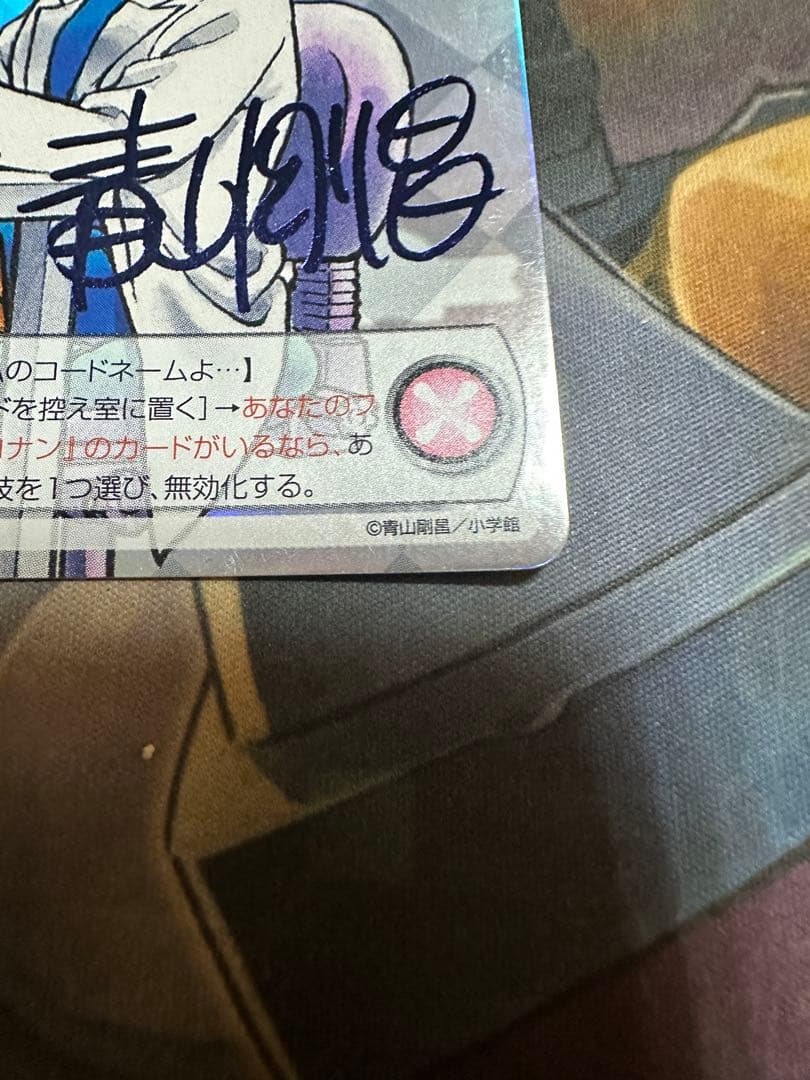 青山剛昌
のコードネームよ…】
ドを控え室に置く]→あなたのフ
コナン』のカードがいるなら、あ
技を1つ選び、無効化する。
©青山剛昌／小学館